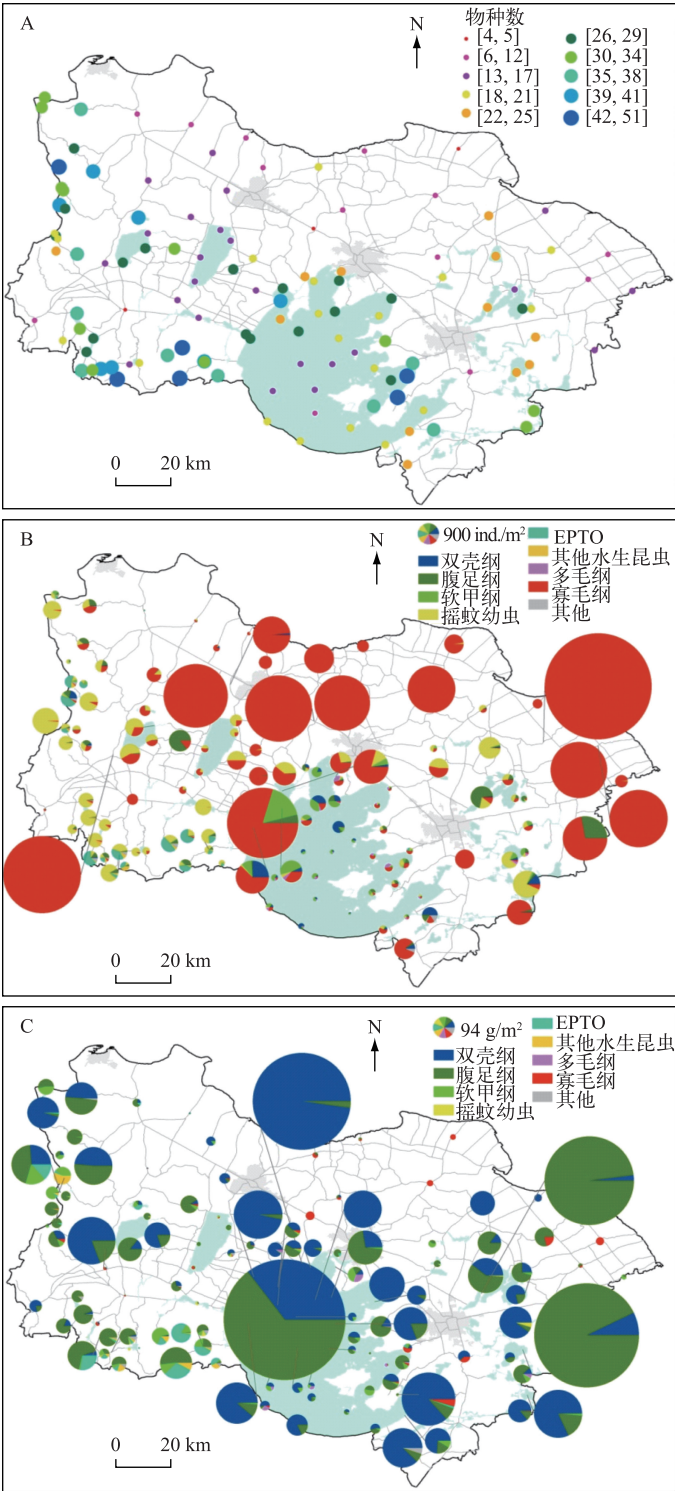 A
N
物种数
[4, 5]
[6, 12]
[13, 17]
[18, 21]
[22, 25]
[26, 29]
[30, 34]
[35, 38]
[39, 41]
[42, 51]
0 20 km
B
N
900 ind./m²
双壳纲
腹足纲
软甲纲
摇蚊幼虫
EPTO
其他水生昆虫
多毛纲
寡毛纲
其他
0 20 km
C
N
94 g/m²
双壳纲
腹足纲
软甲纲
摇蚊幼虫
EPTO
其他水生昆虫
多毛纲
寡毛纲
其他
0 20 km